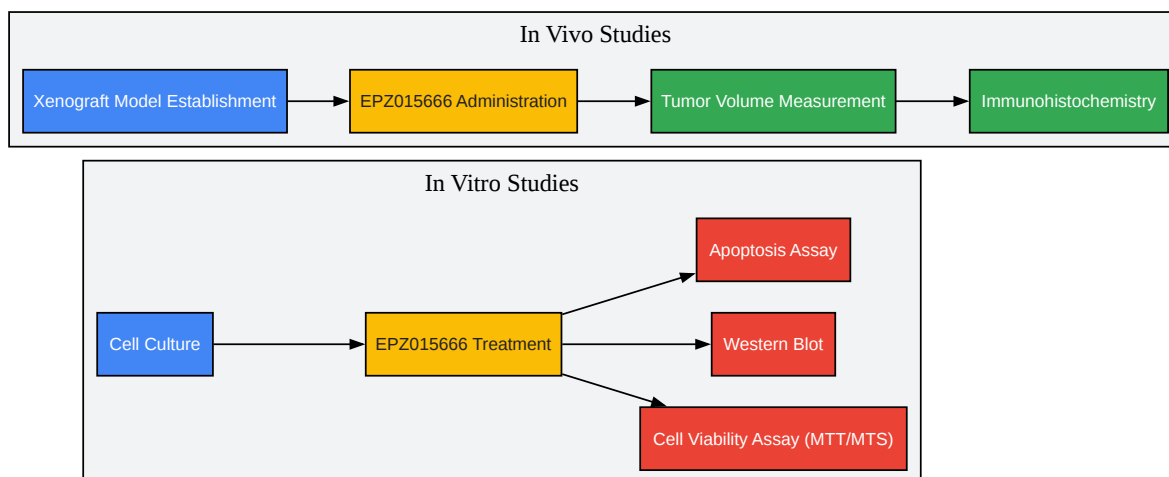 In Vivo Studies
Xenograft Model Establishment
EPZ015666 Administration
Tumor Volume Measurement
Immunohistochemistry
In Vitro Studies
Apoptosis Assay
Cell Culture
EPZ015666 Treatment
Western Blot
Cell Viability Assay (MTT/MTS)